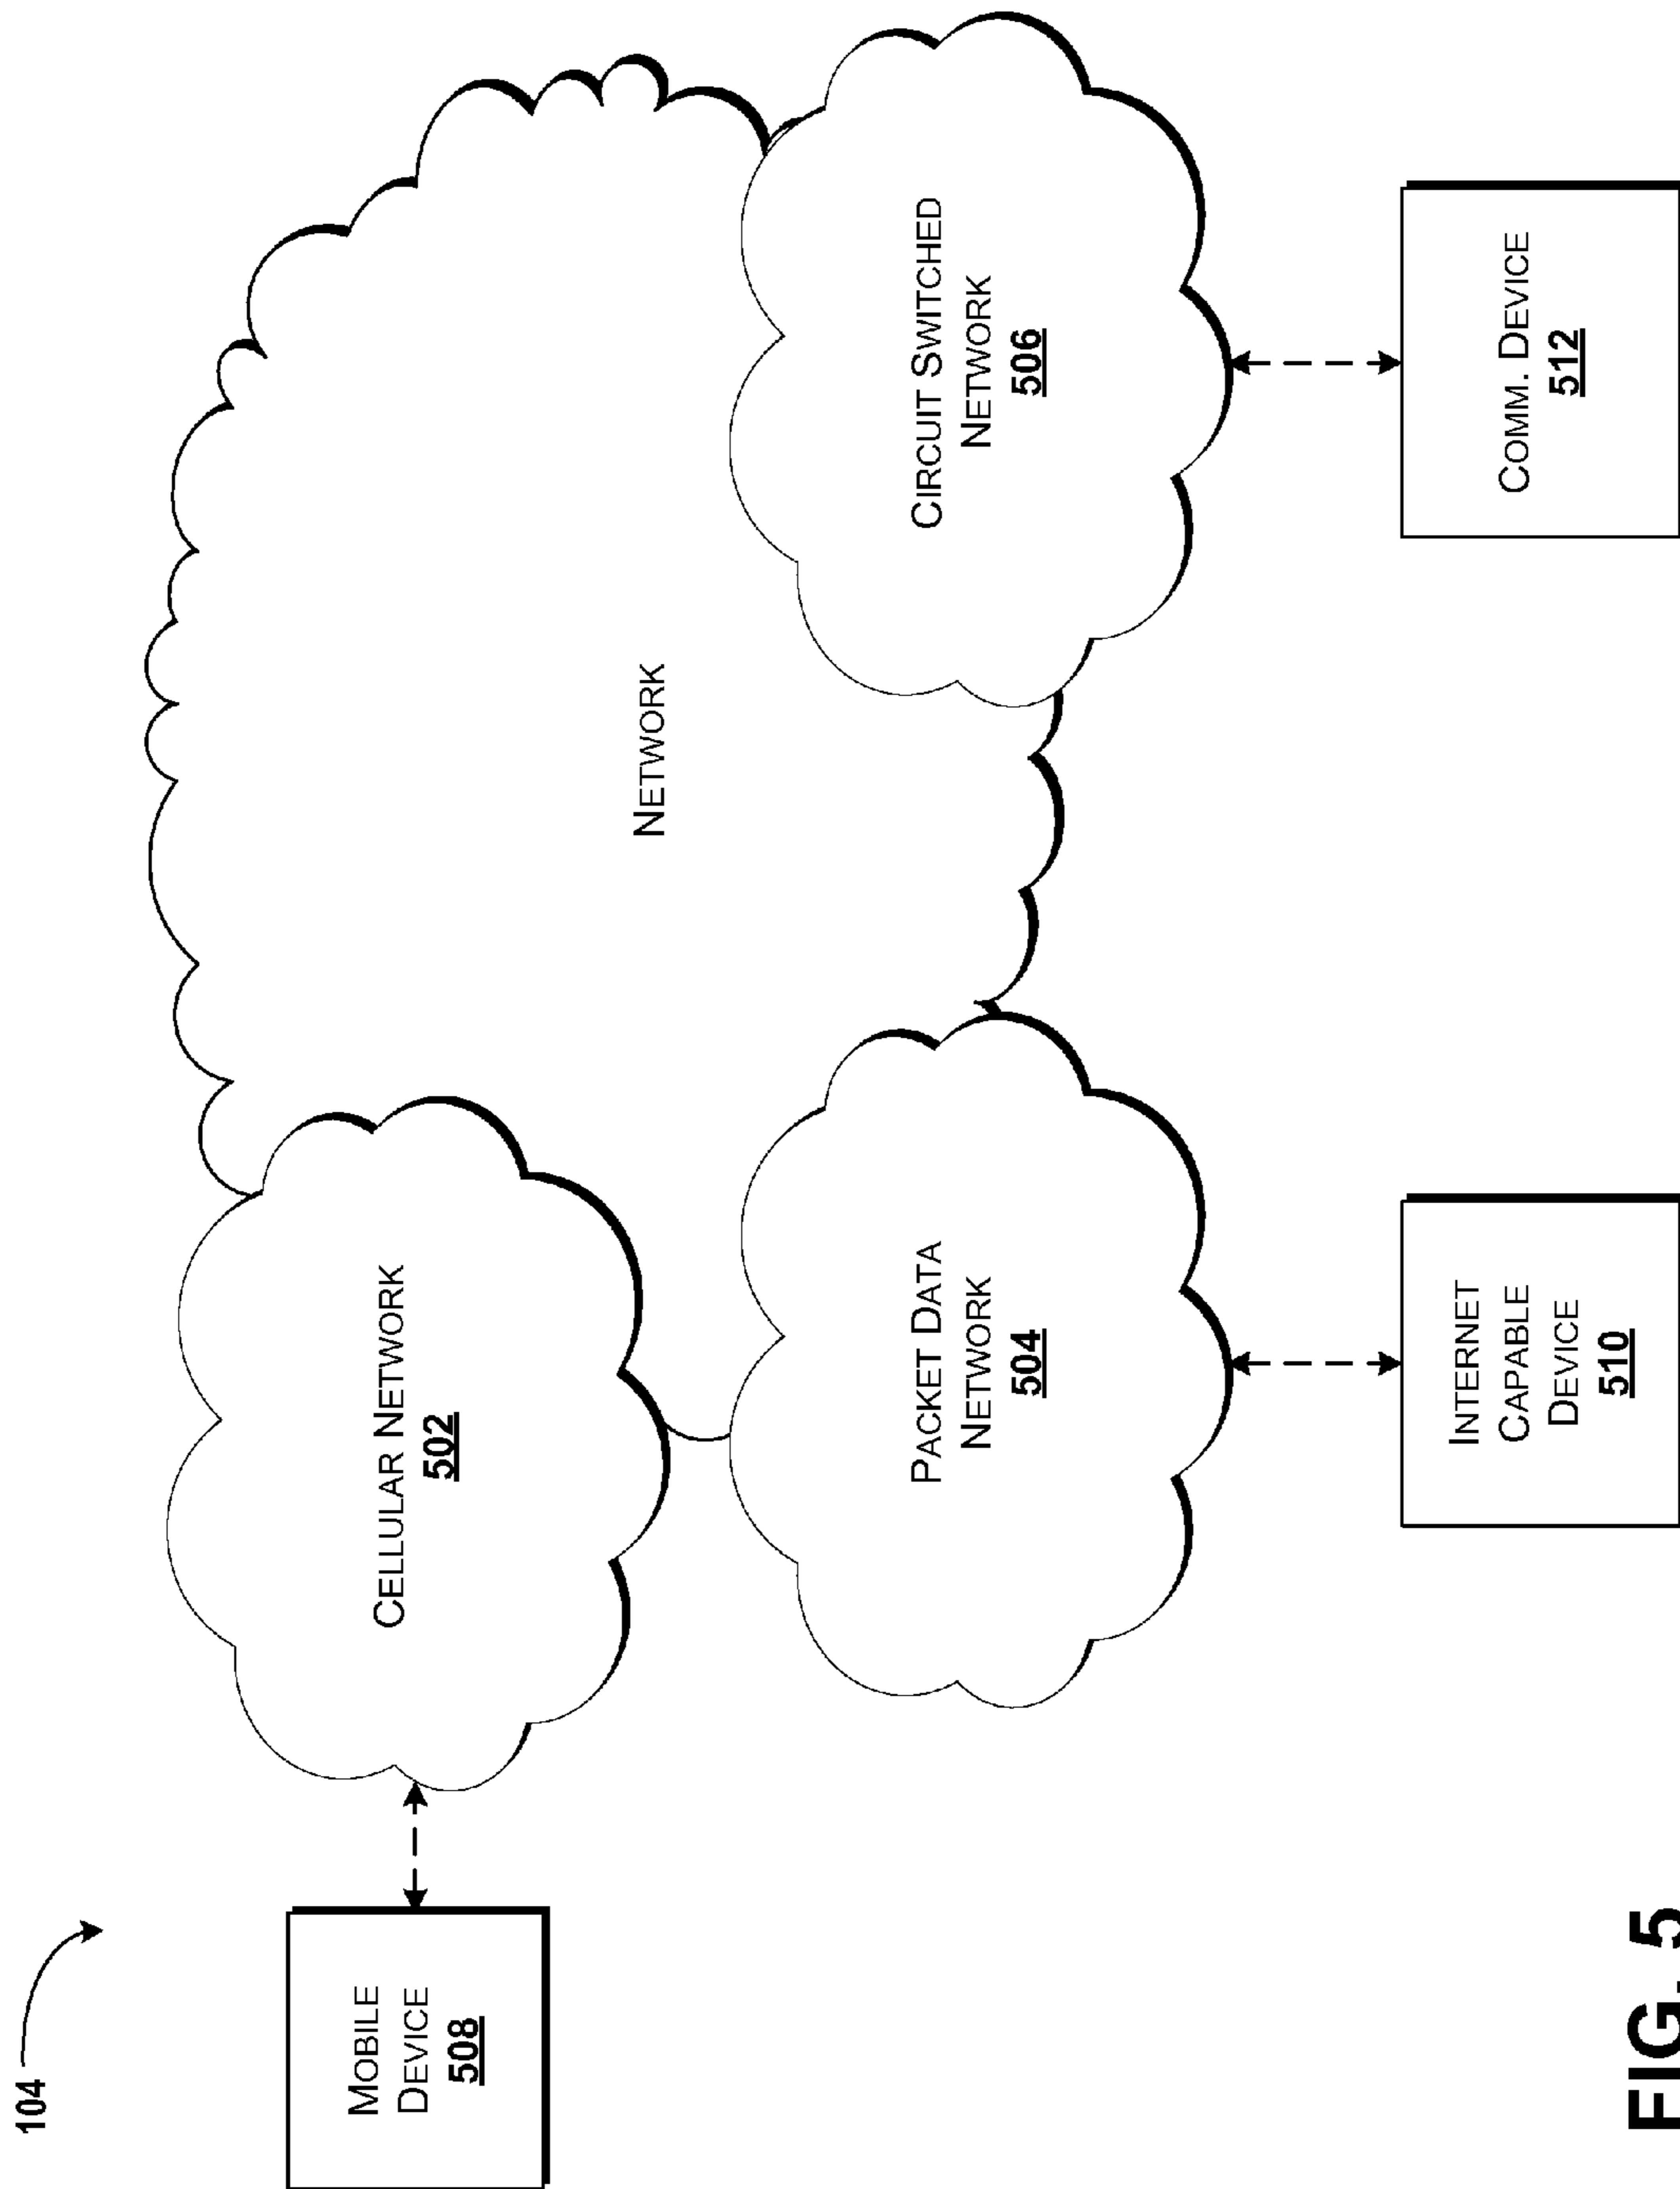 104
MOBILE
DEVICE
508
CELLULAR NETWORK
502
NETWORK
PACKET DATA
NETWORK
504
CIRCUIT SWITCHED
NETWORK
506
INTERNET
CAPABLE
DEVICE
510
COMM. DEVICE
512
FIG. 5